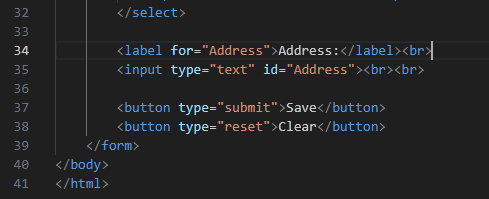 32 </select>
33
34 <label for="Address">Address:</label><br>
35 <input type="text" id="Address"><br><br>
36
37 <button type="submit">Save</button>
38 <button type="reset">Clear</button>
39 </form>
40 </body>
41 </html>